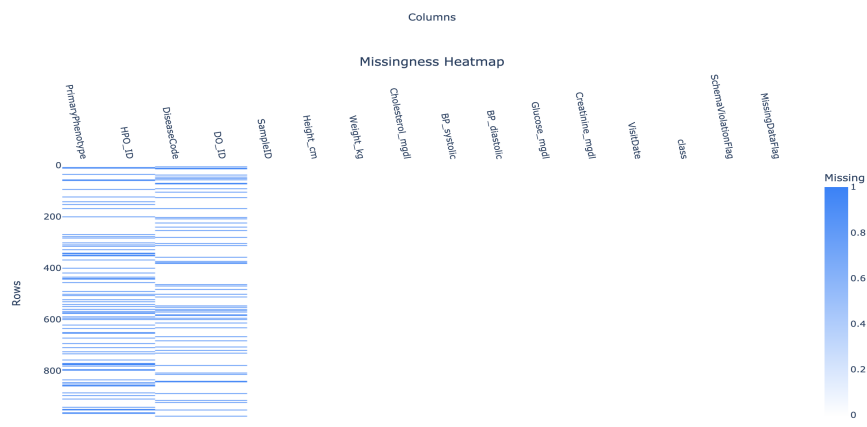 Columns
Missingness Heatmap
PrimaryPhenotype
HPO_ID
DiseaseCode
DO_ID
SampleID
Height_cm
Weight_kg
Cholesterol_mgdl
BP_systolic
BP_diastolic
Glucose_mgdl
Creatinine_mgdl
VisitDate
class
SchemaViolationFlag
MissingDataFlag
0
200
400
600
800
Rows
Missing
1
0.8
0.6
0.4
0.2
0